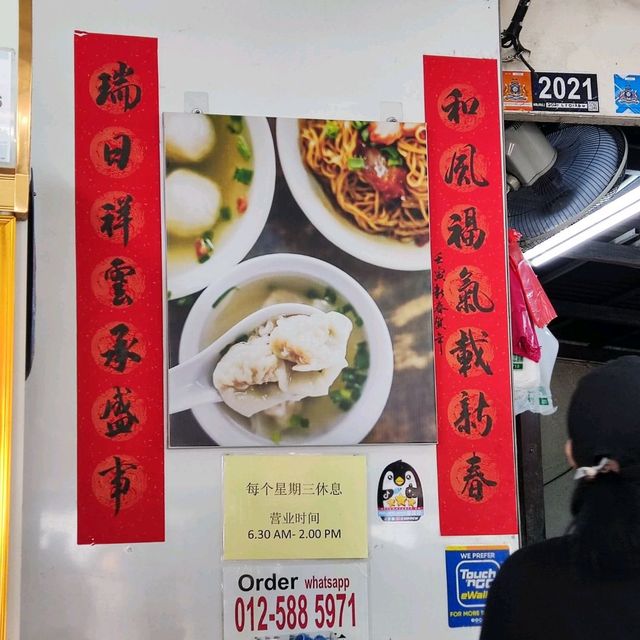 瑞日祥雲承盛事
和風福氣載新春
2021
每个星期三休息
营业时间
6.30 AM- 2.00 PM
Order whatsapp
012-588 5971
WE PREFER
Touch
'n GO
eWallet
FOR MORE